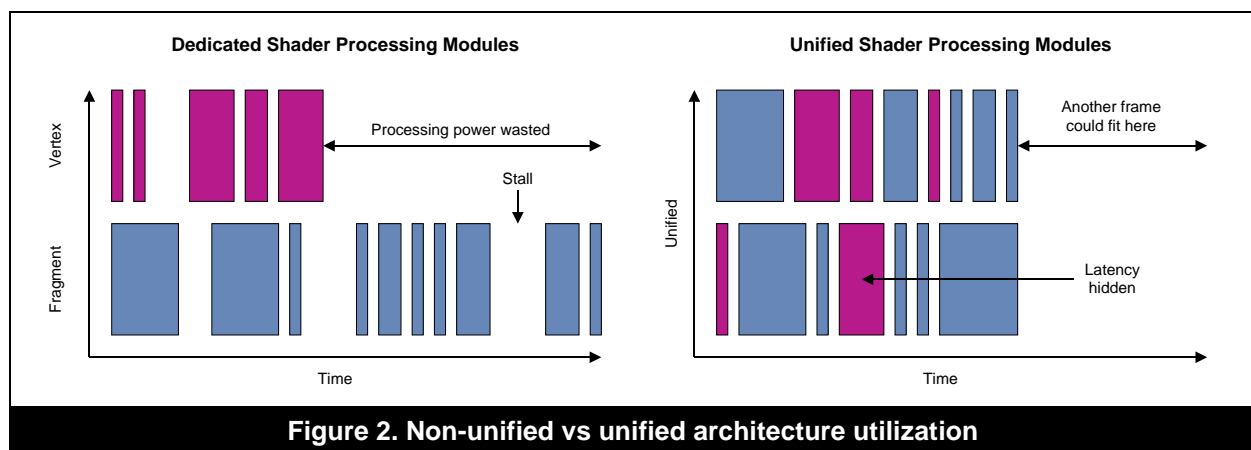 Dedicated Shader Processing Modules
Vertex
Processing power wasted
Stall
Fragment
Time
Unified Shader Processing Modules
Another frame
could fit here
Unified
Latency
hidden
Time
Figure 2. Non-unified vs unified architecture utilization